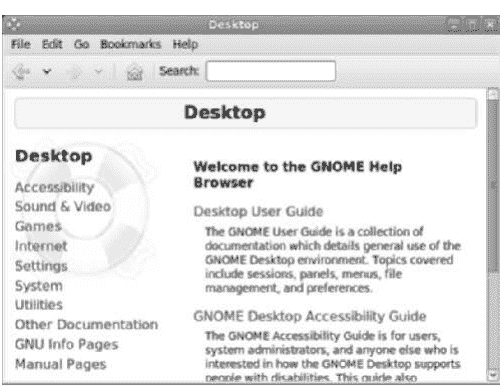 Desktop
File Edit Go Bookmarks Help
Search:
Desktop
Desktop
Accessibility
Sound & Video
Games
Internet
Settings
System
Utilities
Other Documentation
GNU Info Pages
Manual Pages
Welcome to the GNOME Help
Browser
Desktop User Guide
The GNOME User Guide is a collection of
documentation which details general use of the
GNOME Desktop environment. Topics covered
include sessions, panels, menus, file
management, and preferences.
GNOME Desktop Accessibility Guide
The GNOME Accessibility Guide is for users,
system administrators, and anyone else who is
interested in how the GNOME Desktop supports
people with disabilities. This guide also